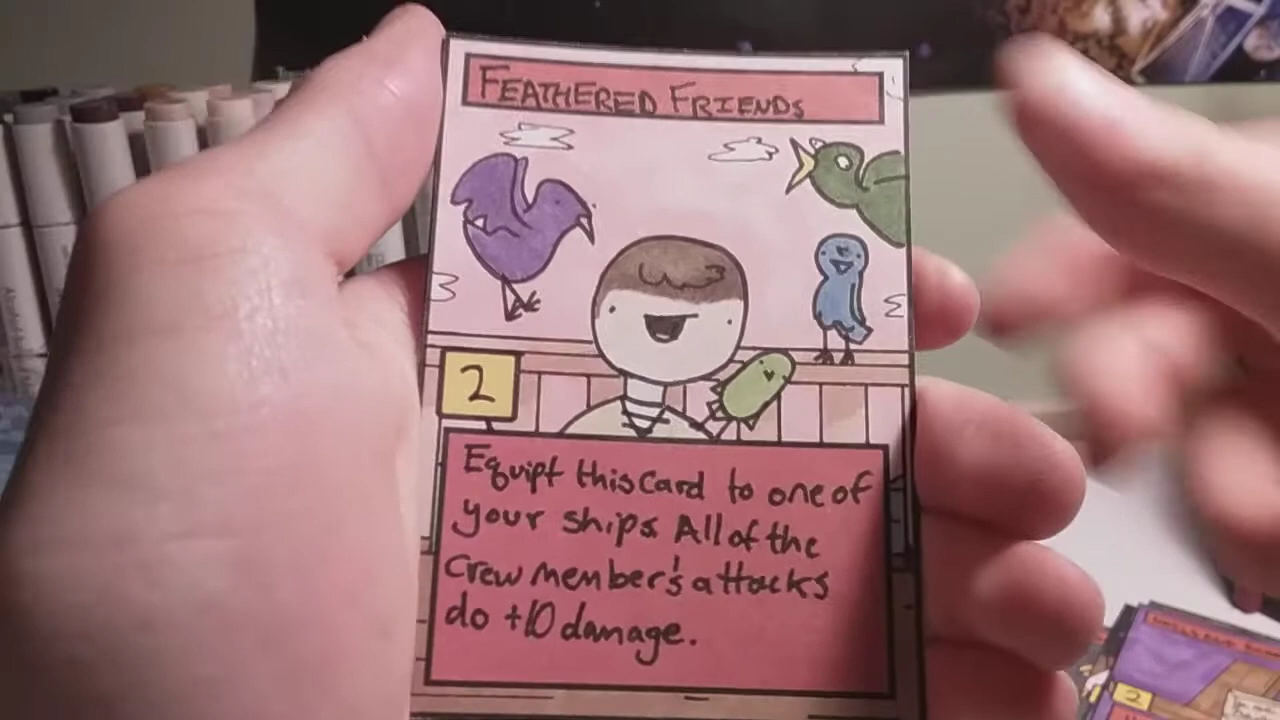 FEATHERED FRIENDS
2
Equipt this Card to one of
your ships. All of the
Crew member's attacks
do +10 damage.
2